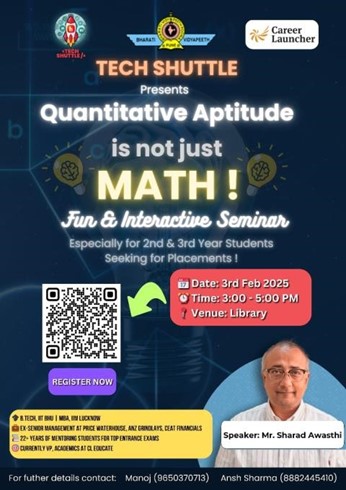 TECH
SHUTTLE/>
BHARATI VIDYAPEETH
PUNE
Career
Launcher
TECH SHUTTLE
Presents
Quantitative Aptitude
is not just
MATH !
Fun & Interactive Seminar
Especially for 2nd & 3rd Year Students
Seeking for Placements !
Date: 3rd Feb 2025
Time: 3:00 - 5:00 PM
Venue: Library
REGISTER NOW
B.TECH, IIT BHU | MBA, IIM LUCKNOW
EX-SENIOR MANAGEMENT AT PRICE WATERHOUSE, ANZ GRINDLAYS, CEAT FINANCIALS
22+ YEARS OF MENTORING STUDENTS FOR TOP ENTRANCE EXAMS
CURRENTLY VP, ACADEMICS AT CL EDUCATE
Speaker: Mr. Sharad Awasthi
For futher details contact: Manoj (9650370713) Ansh Sharma (8882445410)